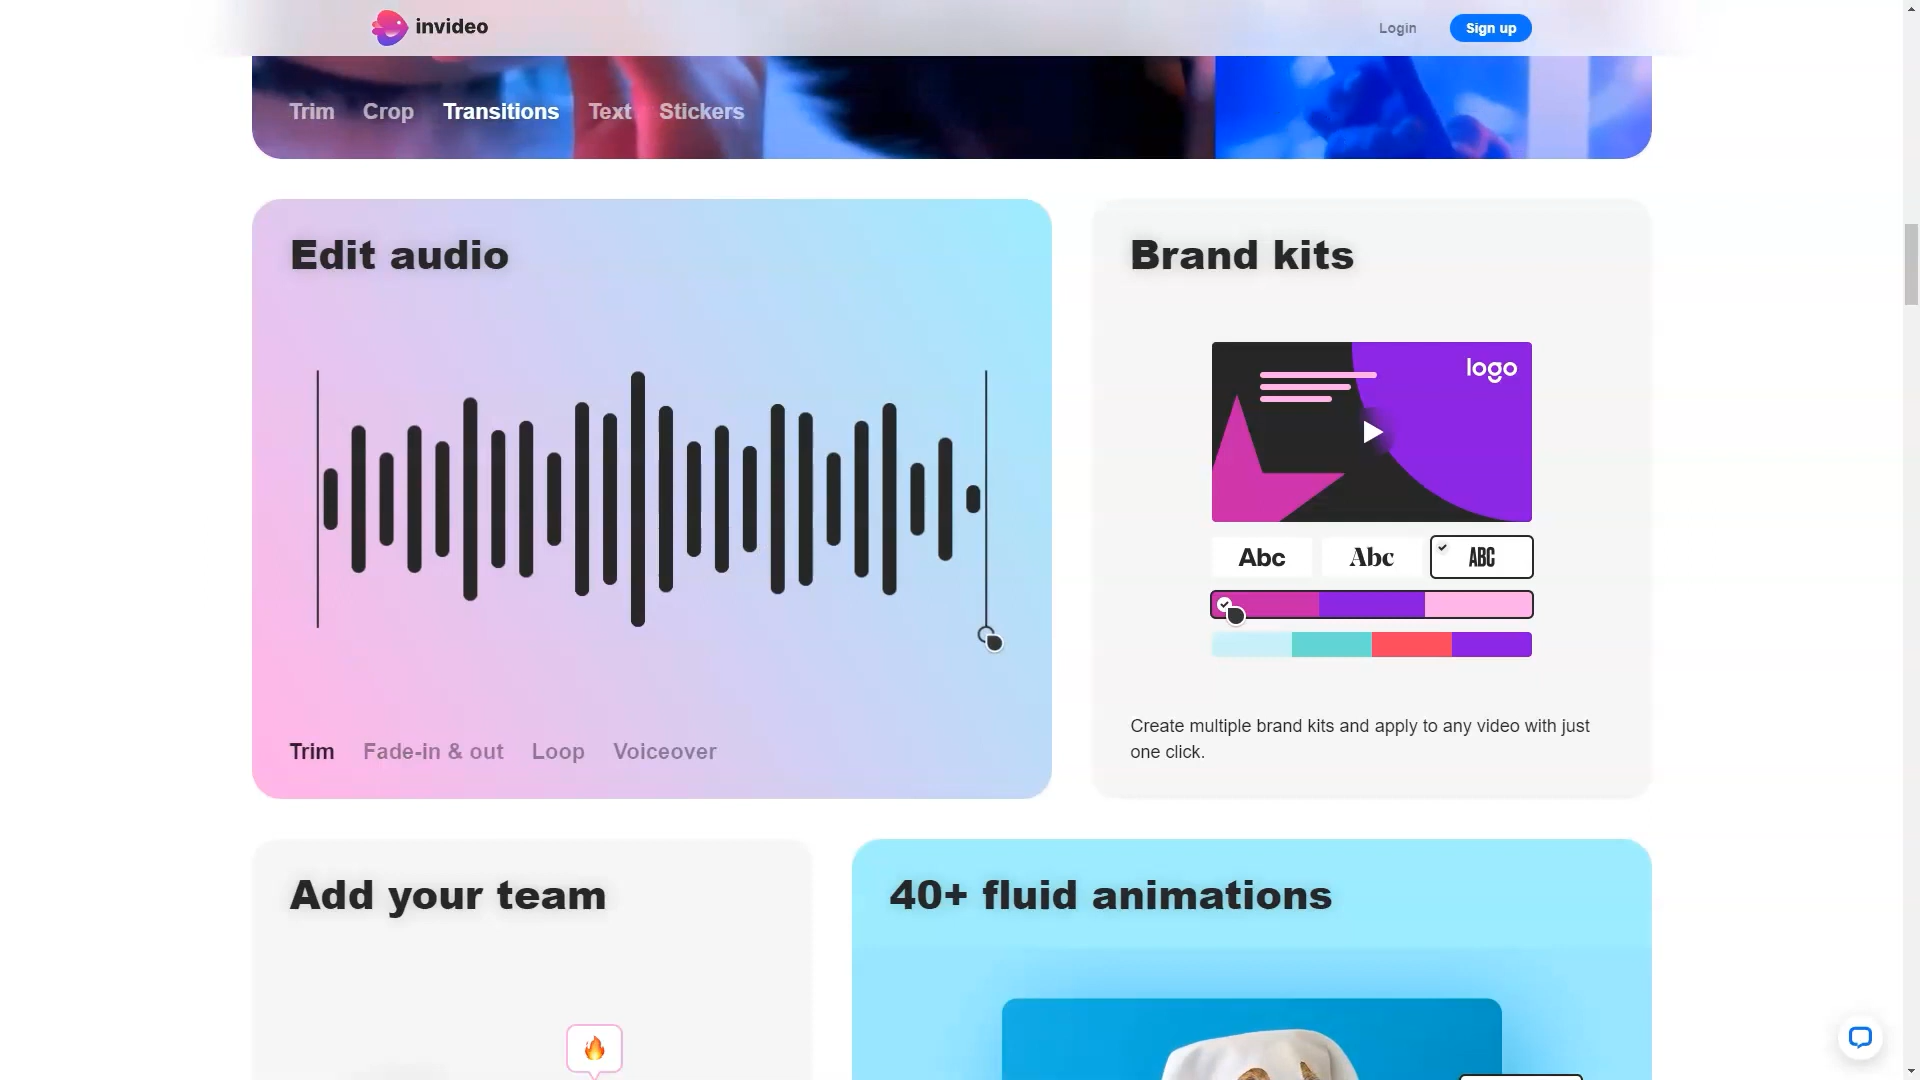 invideo
Login
Sign up
Trim Crop Transitions Text Stickers
Edit audio
Trim Fade-in & out Loop Voiceover
Brand kits
logo
Abc Abc ABC
Create multiple brand kits and apply to any video with just
one click.
Add your team
40+ fluid animations